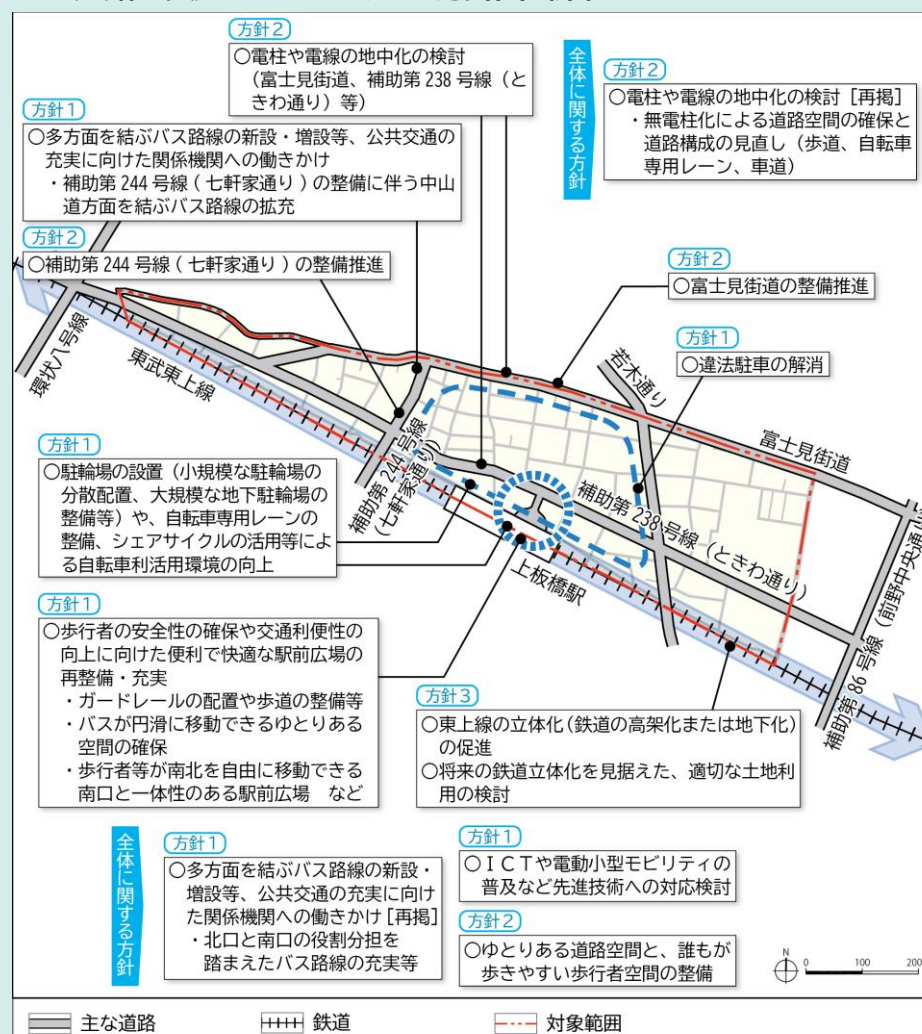 方針2
○電柱や電線の地中化の検討
（富士見街道、補助第238号線（と
きわ通り）等）
全体に関する方針
方針2
○電柱や電線の地中化の検討［再掲］
・無電柱化による道路空間の確保と
道路構成の見直し（歩道、自転車
専用レーン、車道）
方針1
○多方面を結ぶバス路線の新設・増設等、公共交通の
充実に向けた関係機関への働きかけ
・補助第244号線（七軒家通り）の整備に伴う中山
道方面を結ぶバス路線の拡充
方針2
○補助第244号線（七軒家通り）の整備推進
方針2
○富士見街道の整備推進
方針1
○違法駐車の解消
環状八号線
東武東上線
若木通り
富士見街道
補助第244号線
（七軒家通り）
補助第238号線（ときわ通り）
上板橋駅
補助第86号線（前野中央通
方針1
○駐輪場の設置（小規模な駐輪場の
分散配置、大規模な地下駐輪場の
整備等）や、自転車専用レーンの
整備、シェアサイクルの活用等によ
る自転車利活用環境の向上
方針1
○歩行者の安全性の確保や交通利便性の
向上に向けた便利で快適な駅前広場の
再整備・充実
・ガードレールの配置や歩道の整備等
・バスが円滑に移動できるゆとりある
空間の確保
・歩行者等が南北を自由に移動できる
南口と一体性のある駅前広場　など
方針3
○東上線の立体化（鉄道の高架化または地下化）
の促進
○将来の鉄道立体化を見据えた、適切な土地利
用の検討
全体に関する方針
方針1
○多方面を結ぶバス路線の新設・
増設等、公共交通の充実に向け
た関係機関への働きかけ［再掲］
・北口と南口の役割分担を
踏まえたバス路線の充実等
方針1
○ＩＣＴや電動小型モビリティの
普及など先進技術への対応検討
方針2
○ゆとりある道路空間と、誰もが
歩きやすい歩行者空間の整備
N
0 100 200
主な道路 鉄道 対象範囲